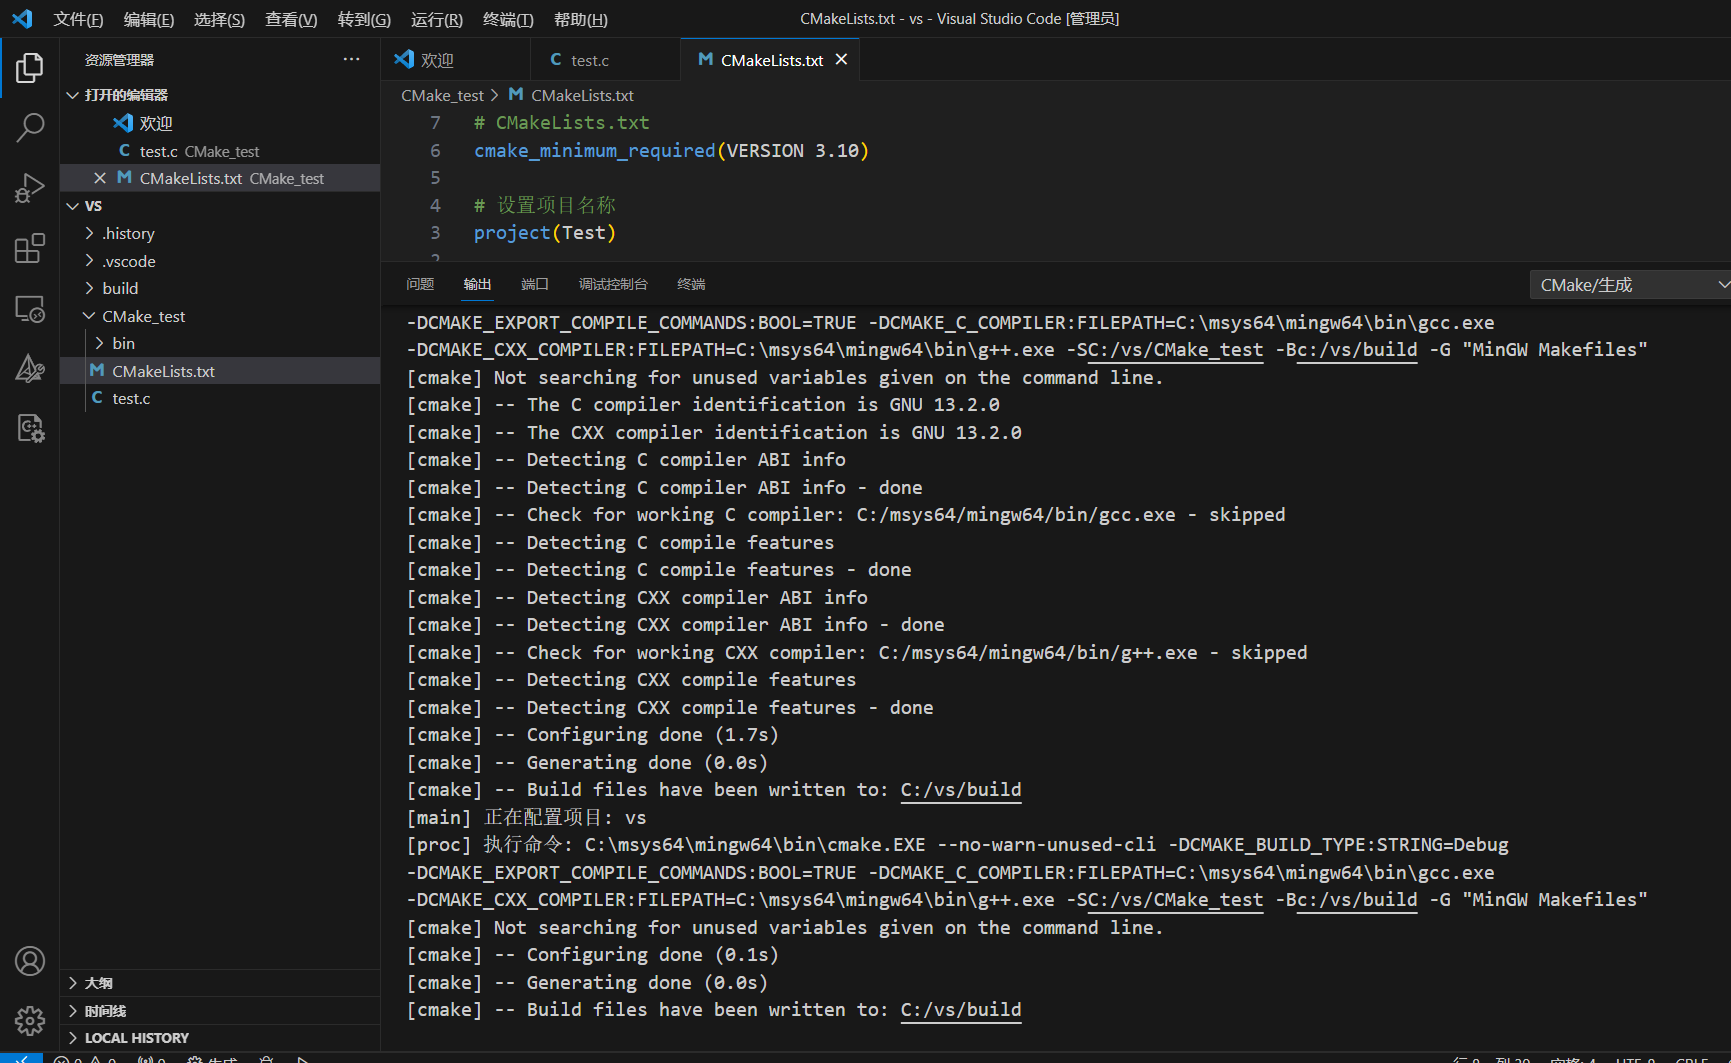 文件(F) 编辑(E) 选择(S) 查看(V) 转到(G) 运行(R) 终端(T) 帮助(H) CMakeLists.txt - vs - Visual Studio Code [管理员]
资源管理器 ···
打开的编辑器
欢迎
C test.c CMake_test
M CMakeLists.txt CMake_test
VS
.history
.vscode
build
CMake_test
bin
M CMakeLists.txt
C test.c
大纲
时间线
LOCAL HISTORY
欢迎 C test.c M CMakeLists.txt
CMake_test > M CMakeLists.txt
7 # CMakeLists.txt
6 cmake_minimum_required(VERSION 3.10)
5
4 # 设置项目名称
3 project(Test)
2
问题 输出 端口 调试控制台 终端 CMake/生成
-DCMAKE_EXPORT_COMPILE_COMMANDS:BOOL=TRUE -DCMAKE_C_COMPILER:FILEPATH=C:\msys64\mingw64\bin\gcc.exe
-DCMAKE_CXX_COMPILER:FILEPATH=C:\msys64\mingw64\bin\g++.exe -SC:/vs/CMake_test -Bc:/vs/build -G "MinGW Makefiles"
[cmake] Not searching for unused variables given on the command line.
[cmake] -- The C compiler identification is GNU 13.2.0
[cmake] -- The CXX compiler identification is GNU 13.2.0
[cmake] -- Detecting C compiler ABI info
[cmake] -- Detecting C compiler ABI info - done
[cmake] -- Check for working C compiler: C:/msys64/mingw64/bin/gcc.exe - skipped
[cmake] -- Detecting C compile features
[cmake] -- Detecting C compile features - done
[cmake] -- Detecting CXX compiler ABI info
[cmake] -- Detecting CXX compiler ABI info - done
[cmake] -- Check for working CXX compiler: C:/msys64/mingw64/bin/g++.exe - skipped
[cmake] -- Detecting CXX compile features
[cmake] -- Detecting CXX compile features - done
[cmake] -- Configuring done (1.7s)
[cmake] -- Generating done (0.0s)
[cmake] -- Build files have been written to: C:/vs/build
[main] 正在配置项目: vs
[proc] 执行命令: C:\msys64\mingw64\bin\cmake.EXE --no-warn-unused-cli -DCMAKE_BUILD_TYPE:STRING=Debug
-DCMAKE_EXPORT_COMPILE_COMMANDS:BOOL=TRUE -DCMAKE_C_COMPILER:FILEPATH=C:\msys64\mingw64\bin\gcc.exe
-DCMAKE_CXX_COMPILER:FILEPATH=C:\msys64\mingw64\bin\g++.exe -SC:/vs/CMake_test -Bc:/vs/build -G "MinGW Makefiles"
[cmake] Not searching for unused variables given on the command line.
[cmake] -- Configuring done (0.1s)
[cmake] -- Generating done (0.0s)
[cmake] -- Build files have been written to: C:/vs/build